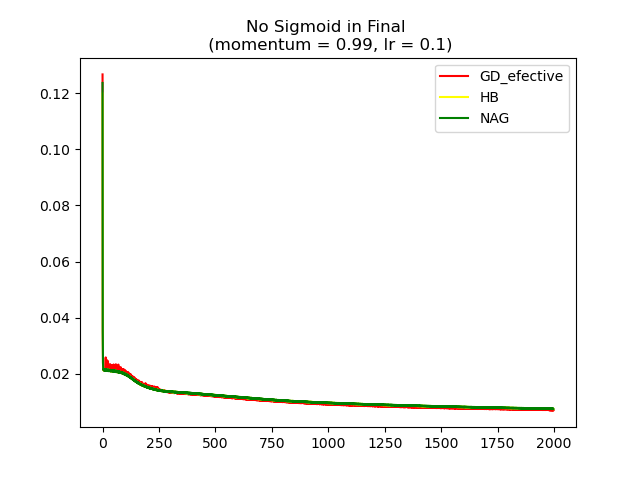 No Sigmoid in Final
(momentum = 0.99, lr = 0.1)
GD_efective
HB
NAG
0.12
0.10
0.08
0.06
0.04
0.02
0 250 500 750 1000 1250 1500 1750 2000